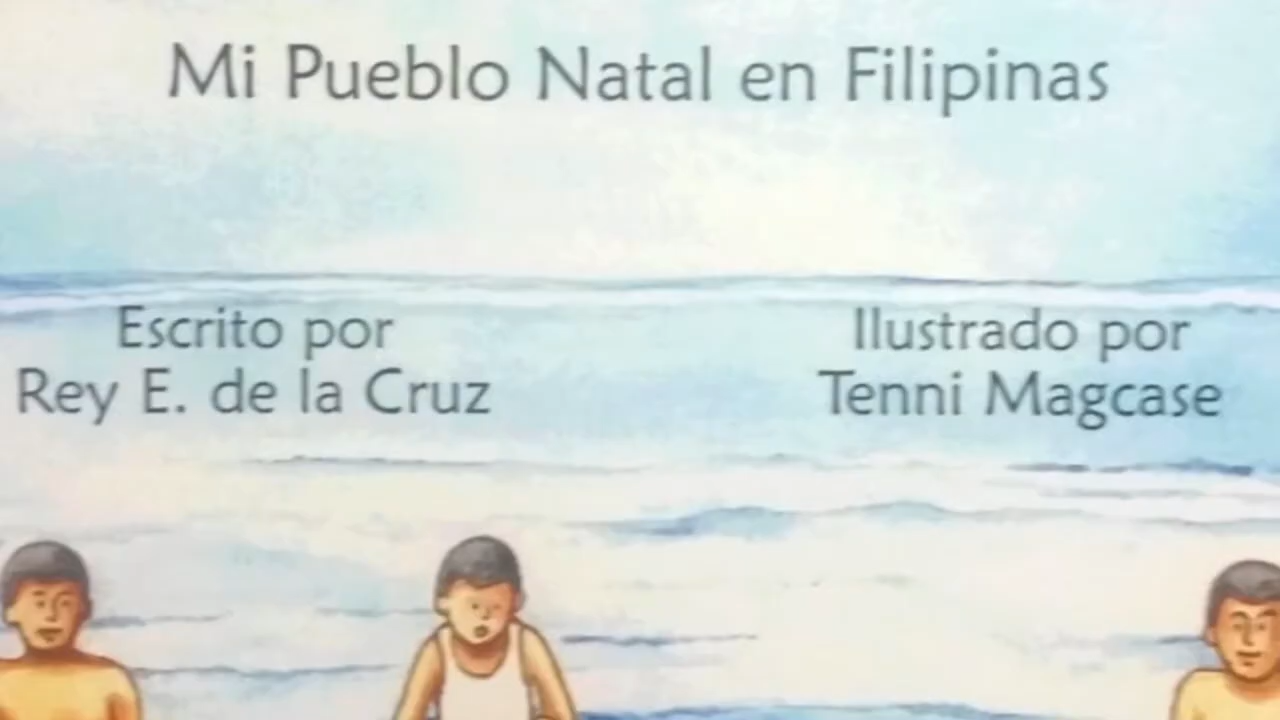 Mi Pueblo Natal en Filipinas
Escrito por
Rey E. de la Cruz
Ilustrado por
Tenni Magcase